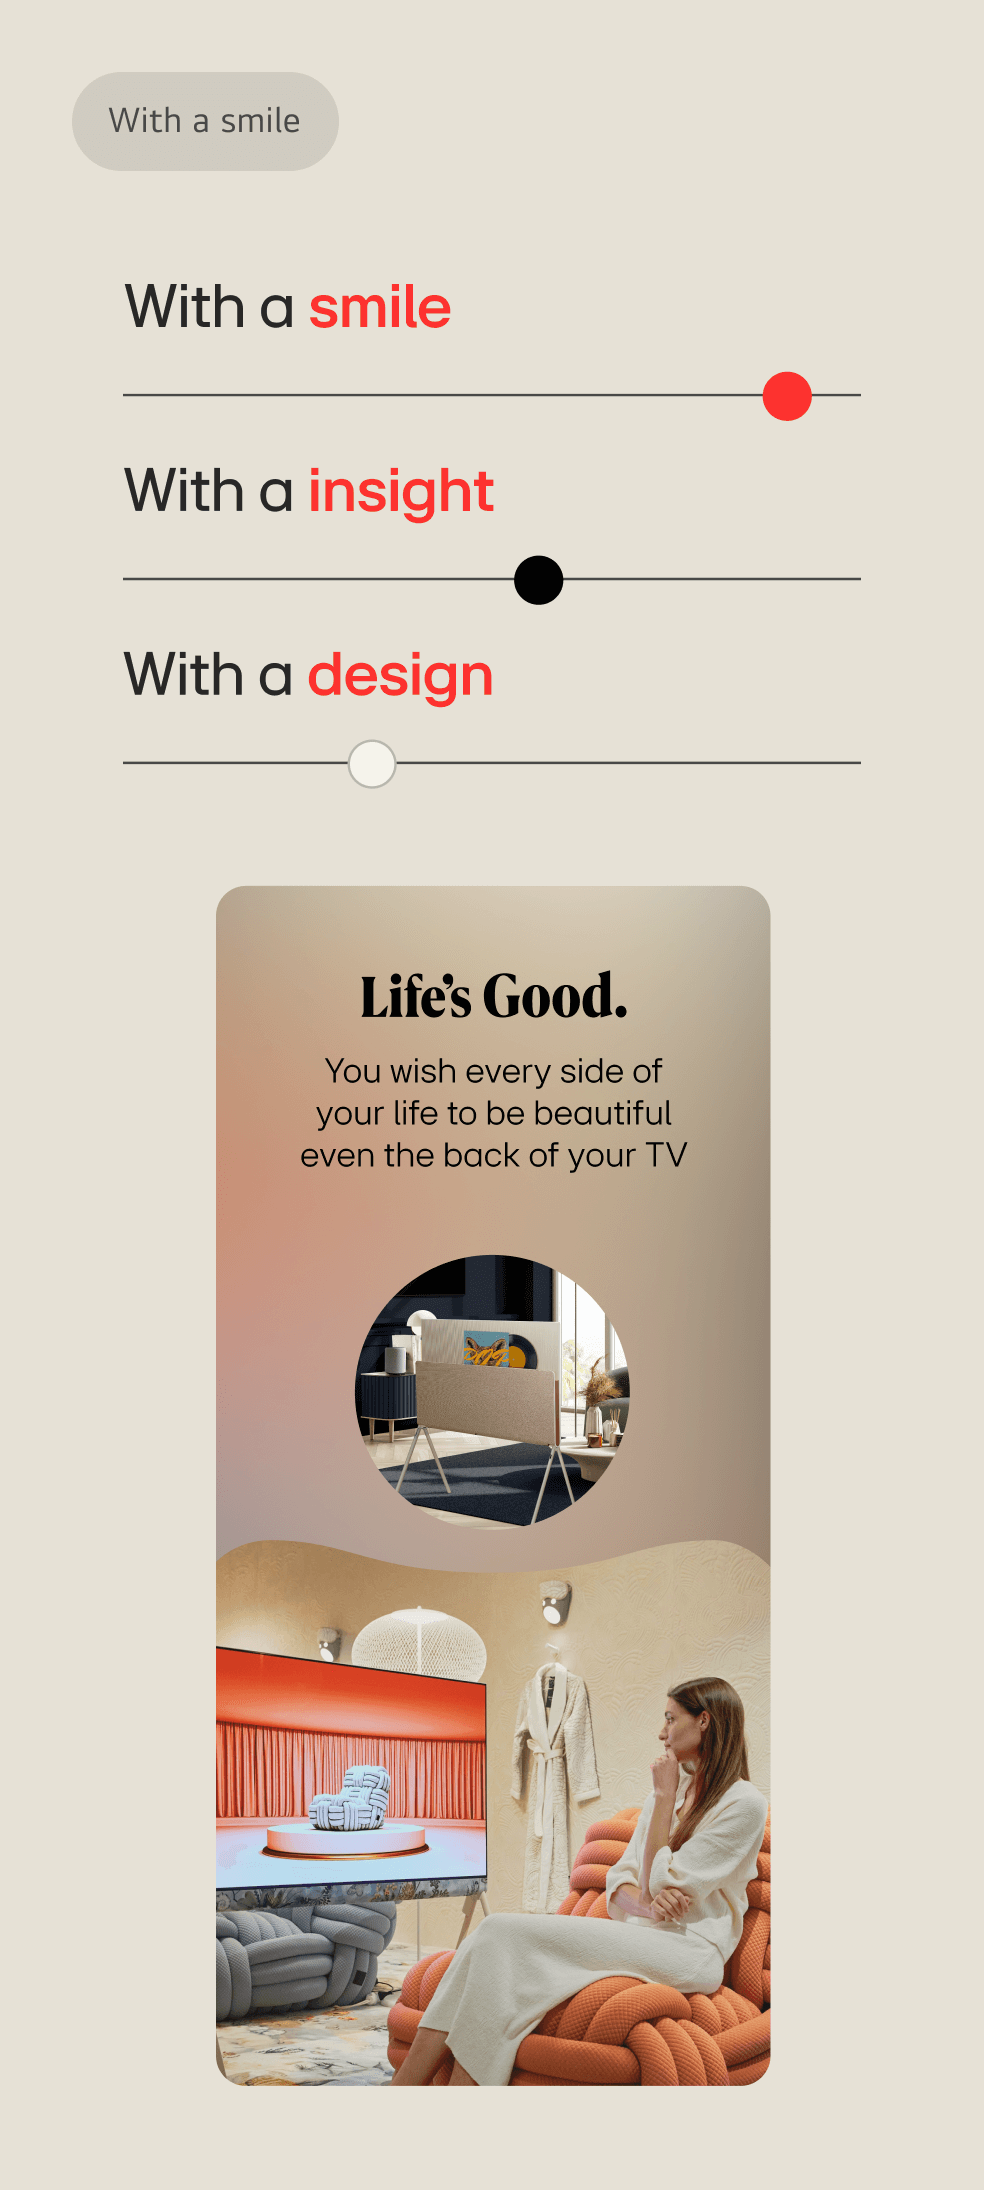 With a smile
With a smile
With a insight
With a design
Life's Good.
You wish every side of
your life to be beautiful
even the back of your TV